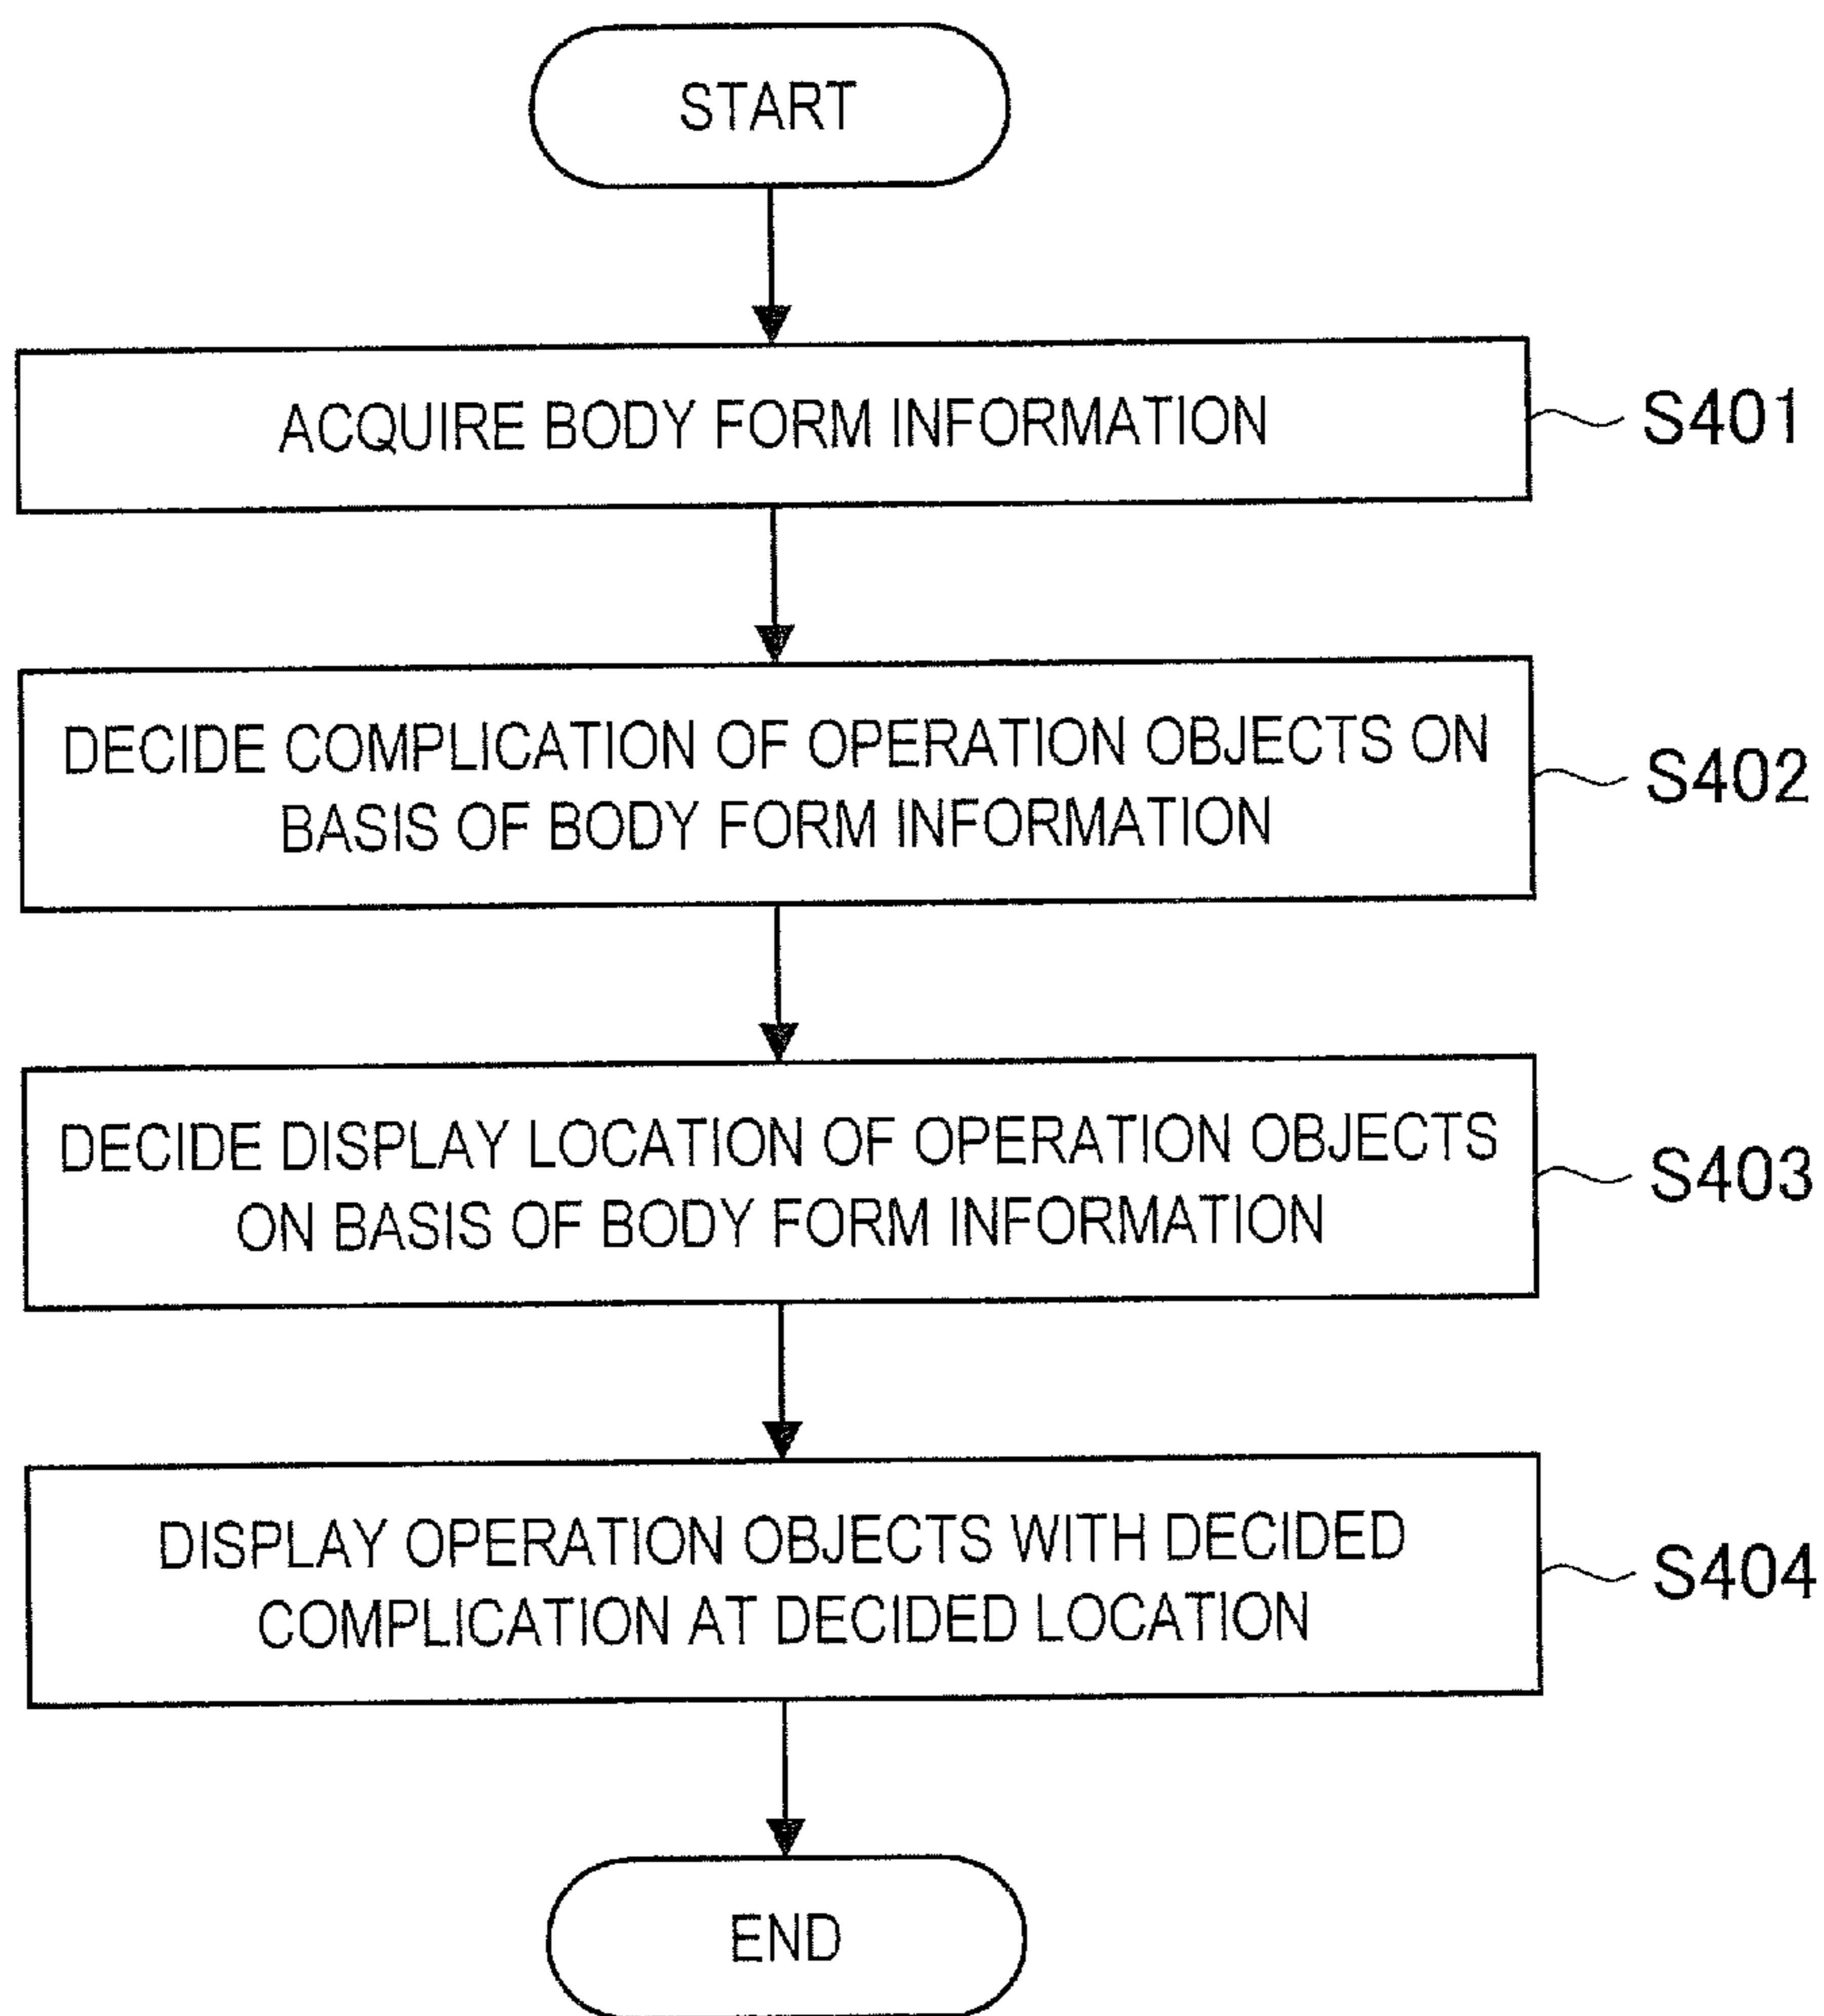 START
ACQUIRE BODY FORM INFORMATION
S401
DECIDE COMPLICATION OF OPERATION OBJECTS ON
BASIS OF BODY FORM INFORMATION
S402
DECIDE DISPLAY LOCATION OF OPERATION OBJECTS
ON BASIS OF BODY FORM INFORMATION
S403
DISPLAY OPERATION OBJECTS WITH DECIDED
COMPLICATION AT DECIDED LOCATION
S404
END